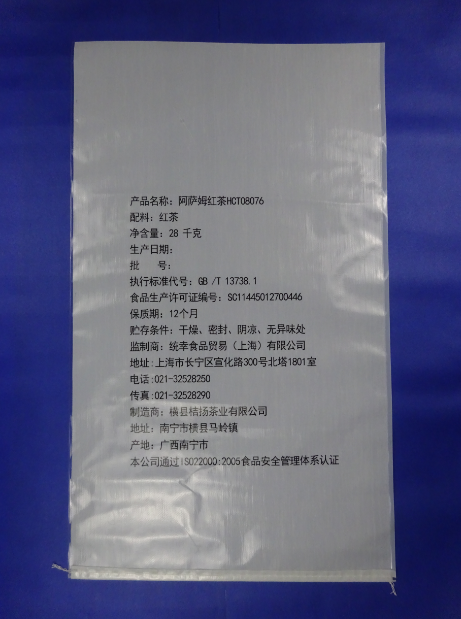 产品名称：阿萨姆红茶HCT08076
配料：红茶
净含量：28 千克
生产日期：
批　号：
执行标准代号：GB /T 13738.1
食品生产许可证编号：SC11445012700446
保质期：12个月
贮存条件：干燥、密封、阴凉、无异味处
监制商：统幸食品贸易（上海）有限公司
地址:上海市长宁区宣化路300号北塔1801室
电话:021-32528250
传真:021-32528290
制造商：横县桔扬茶业有限公司
地址：南宁市横县马岭镇
产地：广西南宁市
本公司通过ISO22000:2005食品安全管理体系认证